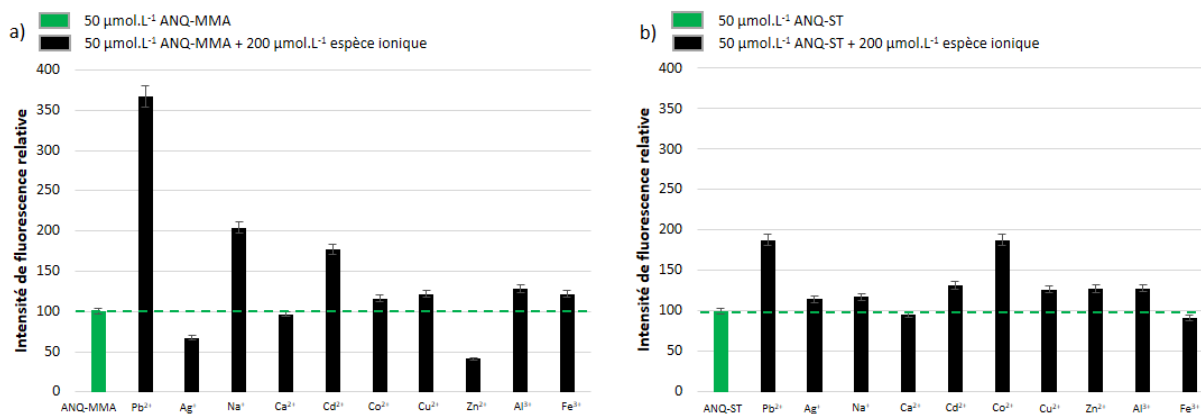 a)
50 µmol.L⁻¹ ANQ-MMA
50 µmol.L⁻¹ ANQ-MMA + 200 µmol.L⁻¹ espèce ionique
Intensité de fluorescence relative
400
350
300
250
200
150
100
50
0
ANQ-MMA Pb²⁺ Ag⁺ Na⁺ Ca²⁺ Cd²⁺ Co²⁺ Cu²⁺ Zn²⁺ Al³⁺ Fe³⁺
b)
50 µmol.L⁻¹ ANQ-ST
50 µmol.L⁻¹ ANQ-ST + 200 µmol.L⁻¹ espèce ionique
Intensité de fluorescence relative
400
350
300
250
200
150
100
50
0
ANQ-ST Pb²⁺ Ag⁺ Na⁺ Ca²⁺ Cd²⁺ Co²⁺ Cu²⁺ Zn²⁺ Al³⁺ Fe³⁺